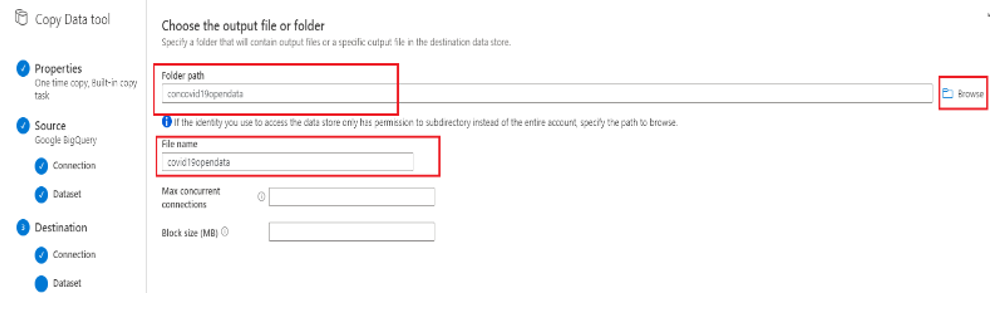 Copy Data tool
Properties
One time copy, Built-in copy
task
Source
Google BigQuery
Connection
Dataset
3
Destination
Connection
Dataset
Choose the output file or folder
Specify a folder that will contain output files or a specific output file in the destination data store.
Folder path
concovid19opendata
Browse
If the identity you use to access the data store only has permission to subdirectory instead of the entire account, specify the path to browse.
File name
covid19opendata
Max concurrent
connections
Block size (MB)